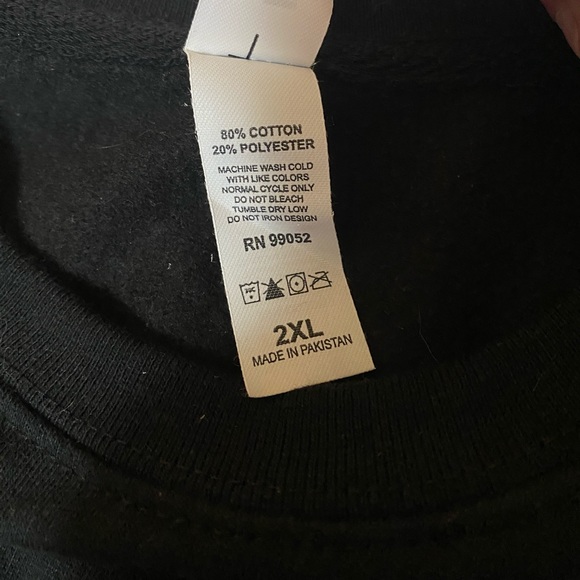 80% COTTON
20% POLYESTER
MACHINE WASH COLD
WITH LIKE COLORS
NORMAL CYCLE ONLY
DO NOT BLEACH
TUMBLE DRY LOW
DO NOT IRON DESIGN
RN 99052
2XL
MADE IN PAKISTAN